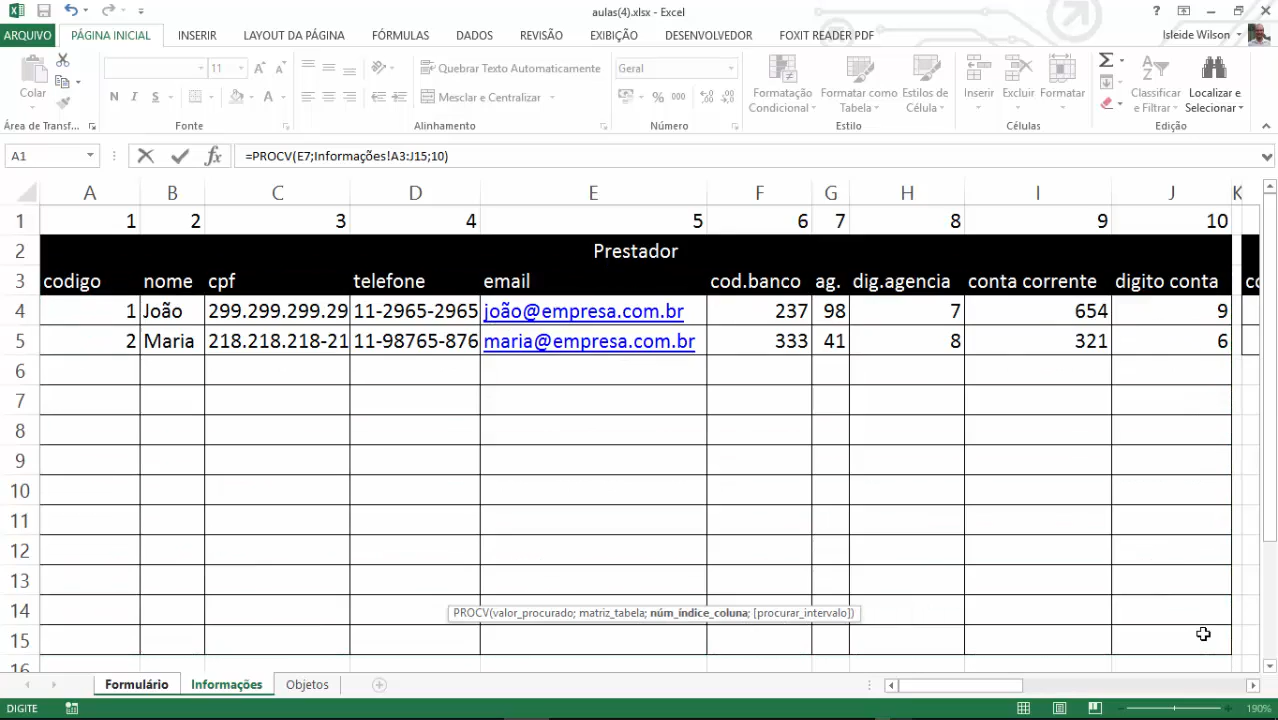 aulas(4).xlsx - Excel
?
ARQUIVO PÁGINA INICIAL INSERIR LAYOUT DA PÁGINA FÓRMULAS DADOS REVISÃO EXIBIÇÃO DESENVOLVEDOR FOXIT READER PDF Isleide Wilson
Colar
11
N I S
Quebrar Texto Automaticamente
Mesclar e Centralizar
Geral
% 000
Formatação Condicional
Formatar como Tabela
Estilos de Célula
Inserir Excluir Formatar
Classificar e Filtrar
Localizar e Selecionar
Área de Transf... Fonte Alinhamento Número Estilo Células Edição
A1 fx =PROCV(E7;Informações!A3:J15;10)
A B C D E F G H I J K
1 1 2 3 4 5 6 7 8 9 10
2 Prestador
3 codigo nome cpf telefone email cod.banco ag. dig.agencia conta corrente digito conta
4 1 João 299.299.299.29 11-2965-2965 joão@empresa.com.br 237 98 7 654 9
5 2 Maria 218.218.218-21 11-98765-876 maria@empresa.com.br 333 41 8 321 6
6
7
8
9
10
11
12
13
14
PROCV(valor_procurado; matriz_tabela; núm_índice_coluna; [procurar_intervalo])
15
16
Formulário Informações Objetos
DIGITE 190%